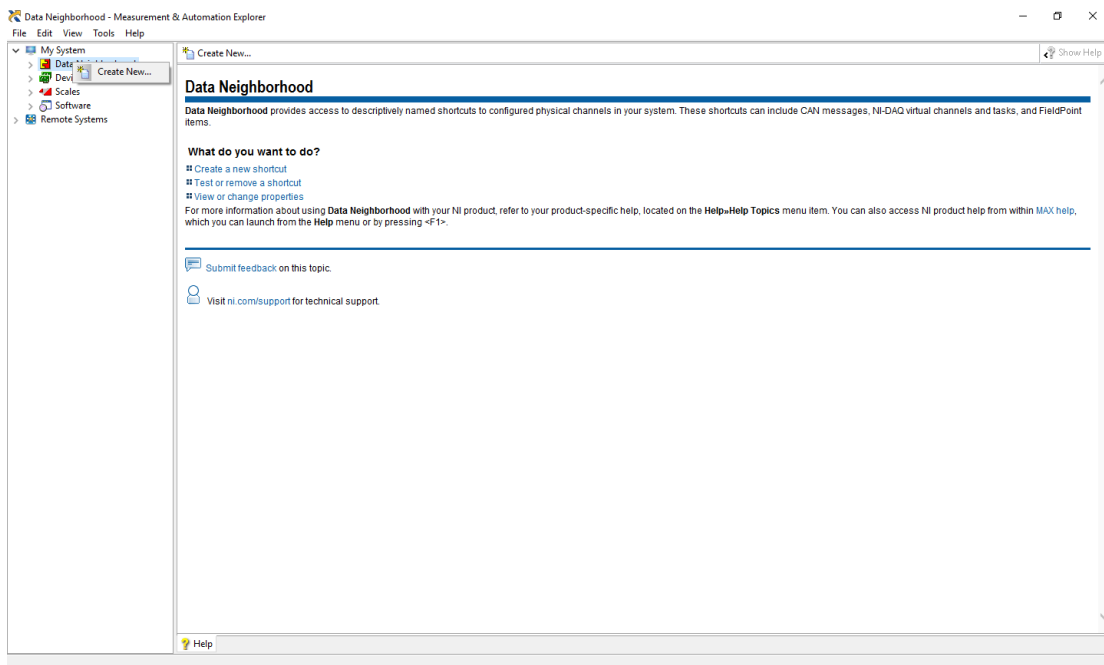 Data Neighborhood - Measurement & Automation Explorer
File Edit View Tools Help
My System
Data
Create New...
Scales
Software
Remote Systems
Create New...
Show Help
Data Neighborhood
Data Neighborhood provides access to descriptively named shortcuts to configured physical channels in your system. These shortcuts can include CAN messages, NI-DAQ virtual channels and tasks, and FieldPoint
items.
What do you want to do?
Create a new shortcut
Test or remove a shortcut
View or change properties
For more information about using Data Neighborhood with your NI product, refer to your product-specific help, located on the Help»Help Topics menu item. You can also access NI product help from within MAX help,
which you can launch from the Help menu or by pressing <F1>.
Submit feedback on this topic.
Visit ni.com/support for technical support.
Help